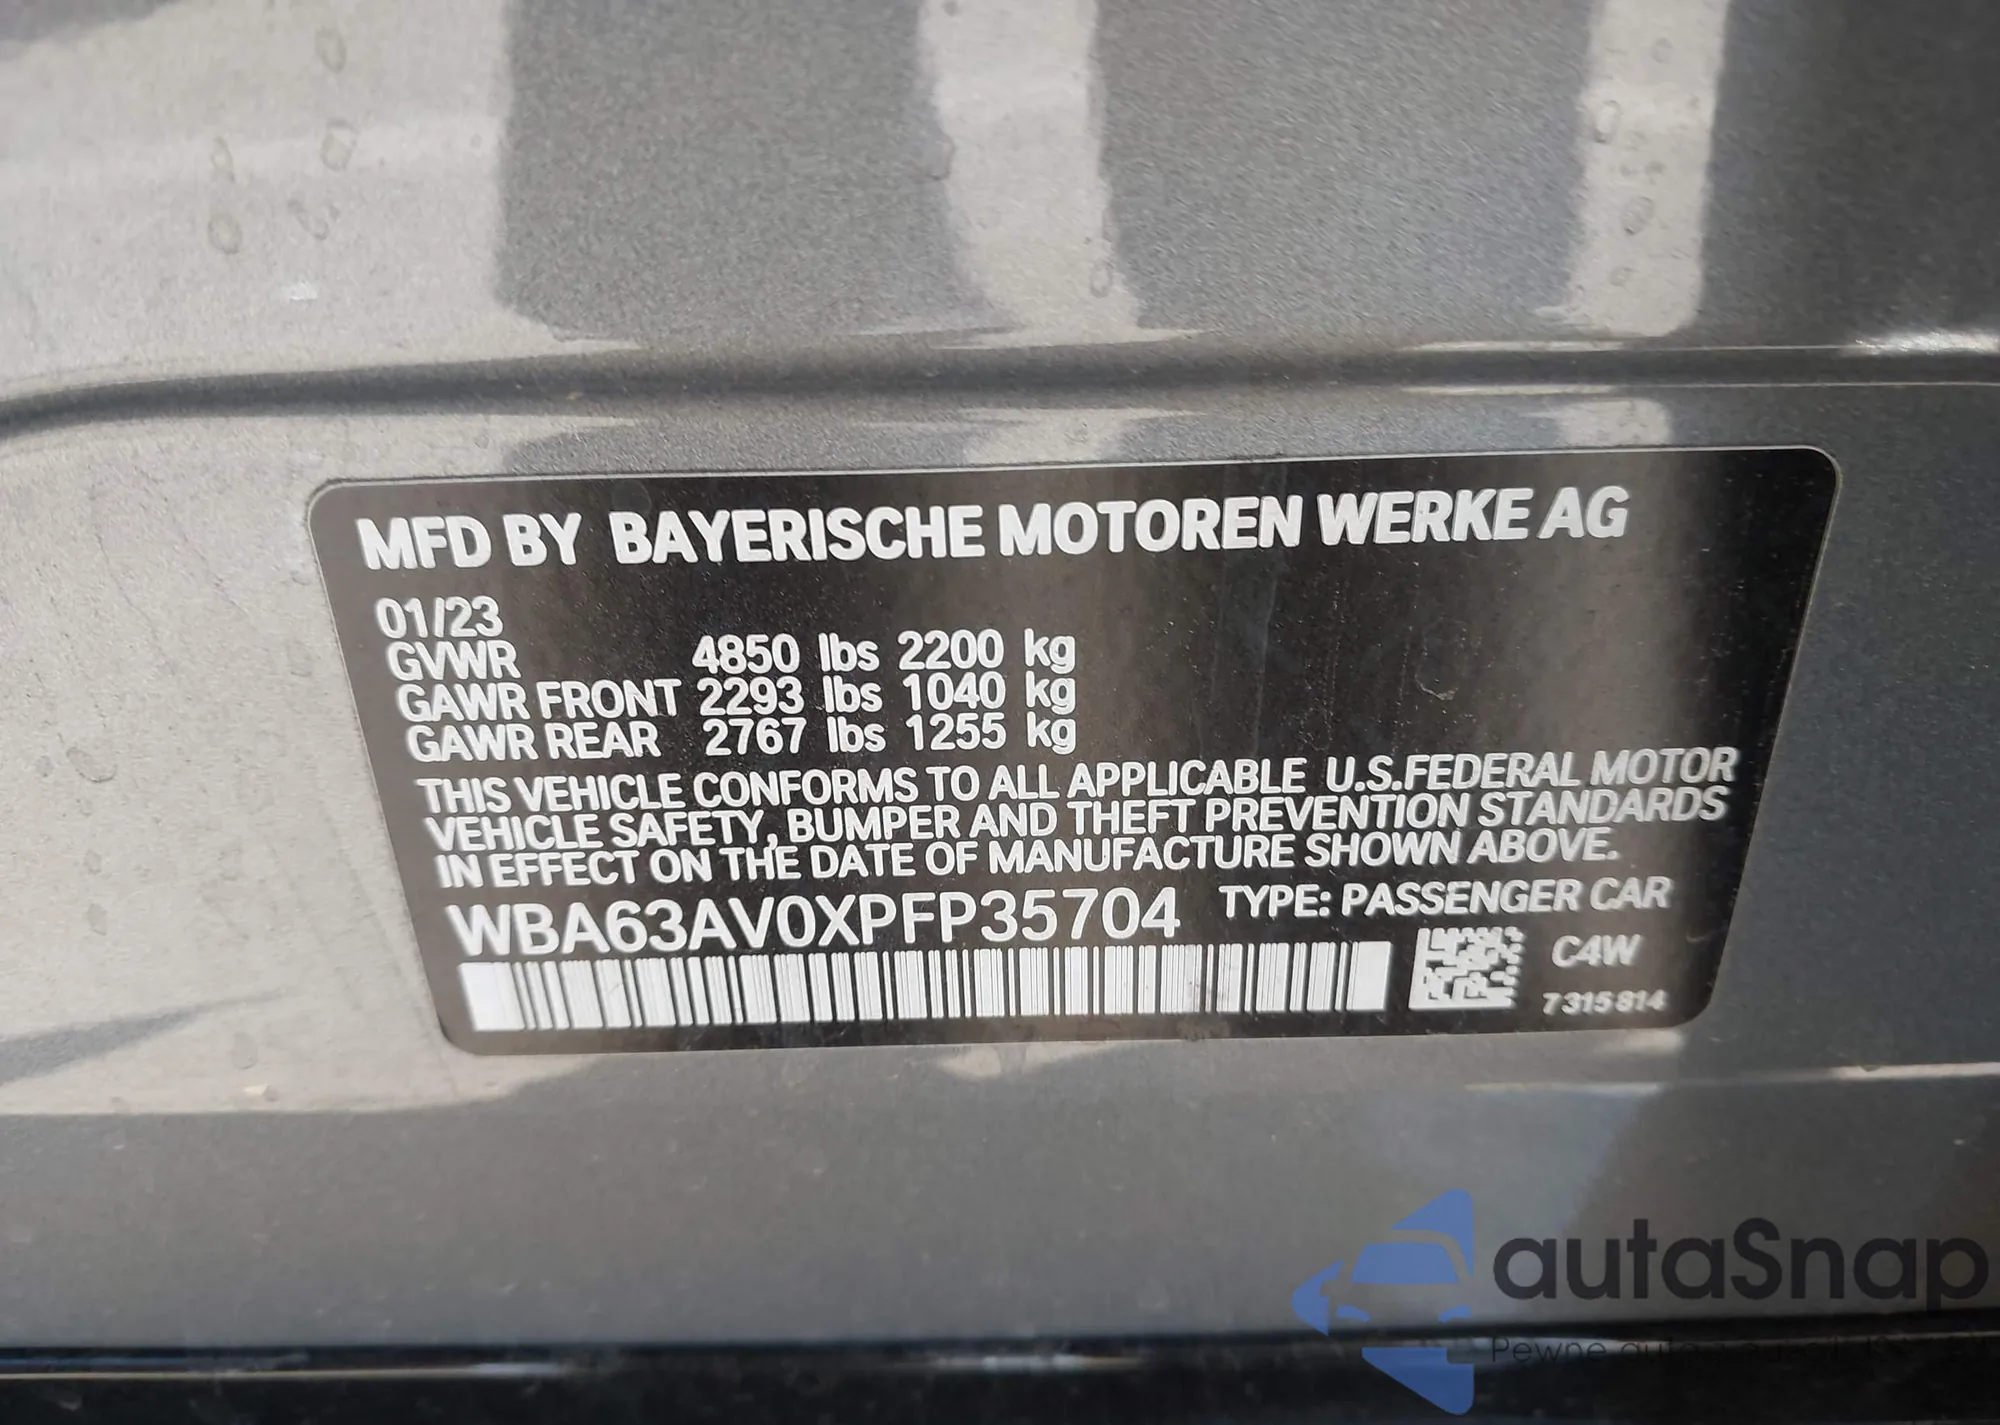 MFD BY BAYERISCHE MOTOREN WERKE AG
01/23
GVWR 4850 lbs 2200 kg
GAWR FRONT 2293 lbs 1040 kg
GAWR REAR 2767 lbs 1255 kg
THIS VEHICLE CONFORMS TO ALL APPLICABLE U.S.FEDERAL MOTOR
VEHICLE SAFETY, BUMPER AND THEFT PREVENTION STANDARDS
IN EFFECT ON THE DATE OF MANUFACTURE SHOWN ABOVE.
WBA63AV0XPFP35704 TYPE: PASSENGER CAR
C4W
7315814
autaSnap
Pewne auta